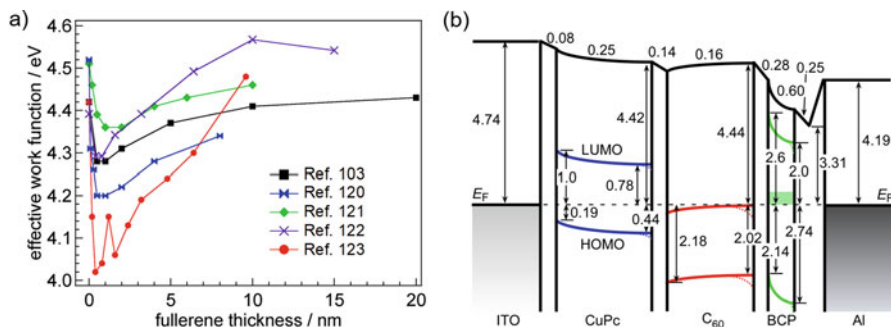 a)
4.6
4.5
4.4
4.3
4.2
4.1
4.0
effective work function / eV
Ref. 103
Ref. 120
Ref. 121
Ref. 122
Ref. 123
0 5 10 15 20
fullerene thickness / nm
(b)
0.08
0.25
0.14
0.16
0.28
0.25
0.60
4.74
4.42
4.44
4.19
LUMO
1.0
0.78
2.6
2.0
3.31
EF
EF
0.19
0.44
HOMO
2.18
2.02
2.14
2.74
ITO CuPc C60 BCP Al